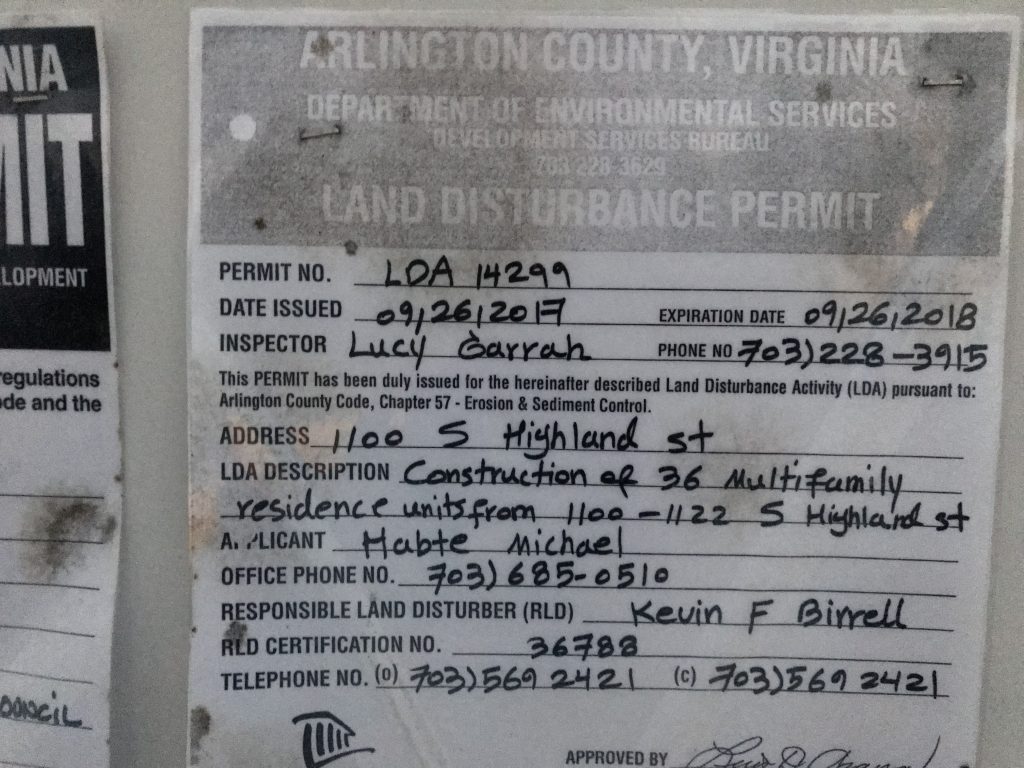 NIA
MIT
LOPMENT
regulations
ode and the
OUNCIL
ARLINGTON COUNTY, VIRGINIA
DEPARTMENT OF ENVIRONMENTAL SERVICES
DEVELOPMENT SERVICES BUREAU
703 228 3629
LAND DISTURBANCE PERMIT
PERMIT NO. LDA 14299
DATE ISSUED 09/26/2017 EXPIRATION DATE 09/26/2018
INSPECTOR Lucy Garrah PHONE NO 703)228-3915
This PERMIT has been duly issued for the hereinafter described Land Disturbance Activity (LDA) pursuant to:
Arlington County Code, Chapter 57 - Erosion & Sediment Control.
ADDRESS 1100 S Highland st
LDA DESCRIPTION Construction of 36 Multifamily
residence units from 1100-1122 S Highland st
APPLICANT Habte Michael
OFFICE PHONE NO. 703) 685-0510
RESPONSIBLE LAND DISTURBER (RLD) Kevin F Birrell
RLD CERTIFICATION NO. 36788
TELEPHONE NO. (O) 703)569 2421 (C) 703)569 2421
APPROVED BY